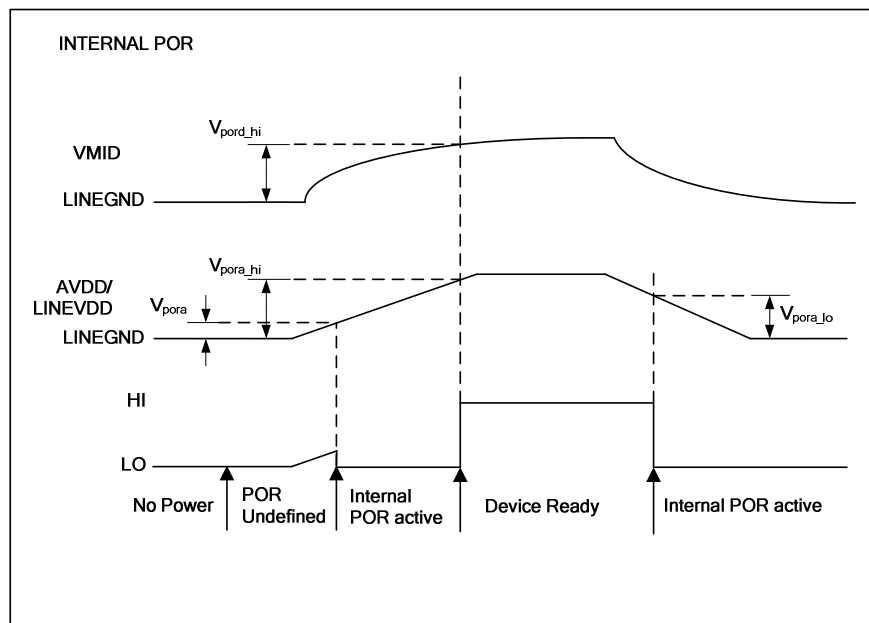 INTERNAL POR
Vpord_hi
VMID
LINEGND
Vpora_hi
AVDD/
LINEVDD
Vpora
LINEGND
Vpora_lo
HI
LO
No Power
POR
Undefined
Internal
POR active
Device Ready
Internal POR active